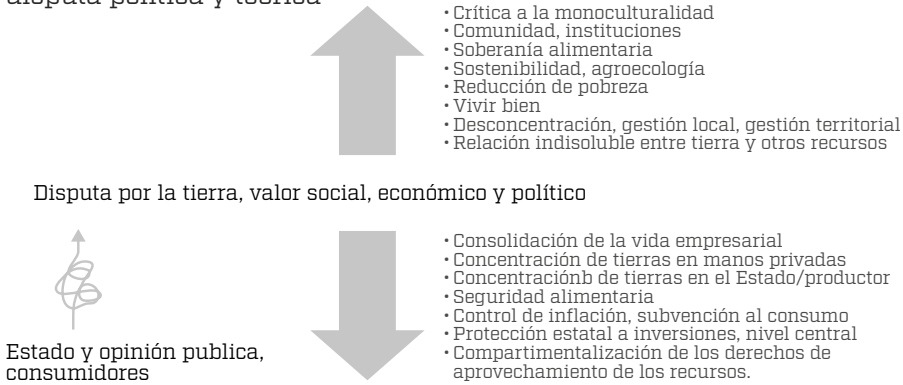 disputa política y teórica
• Crítica a la monoculturalidad
• Comunidad, instituciones
• Soberanía alimentaria
• Sostenibilidad, agroecología
• Reducción de pobreza
• Vivir bien
• Desconcentración, gestión local, gestión territorial
• Relación indisoluble entre tierra y otros recursos
Disputa por la tierra, valor social, económico y político
• Consolidación de la vida empresarial
• Concentración de tierras en manos privadas
• Concentraciónb de tierras en el Estado/productor
• Seguridad alimentaria
• Control de inflación, subvención al consumo
• Protección estatal a inversiones, nivel central
• Compartimentalización de los derechos de
aprovechamiento de los recursos.
Estado y opinión publica,
consumidores